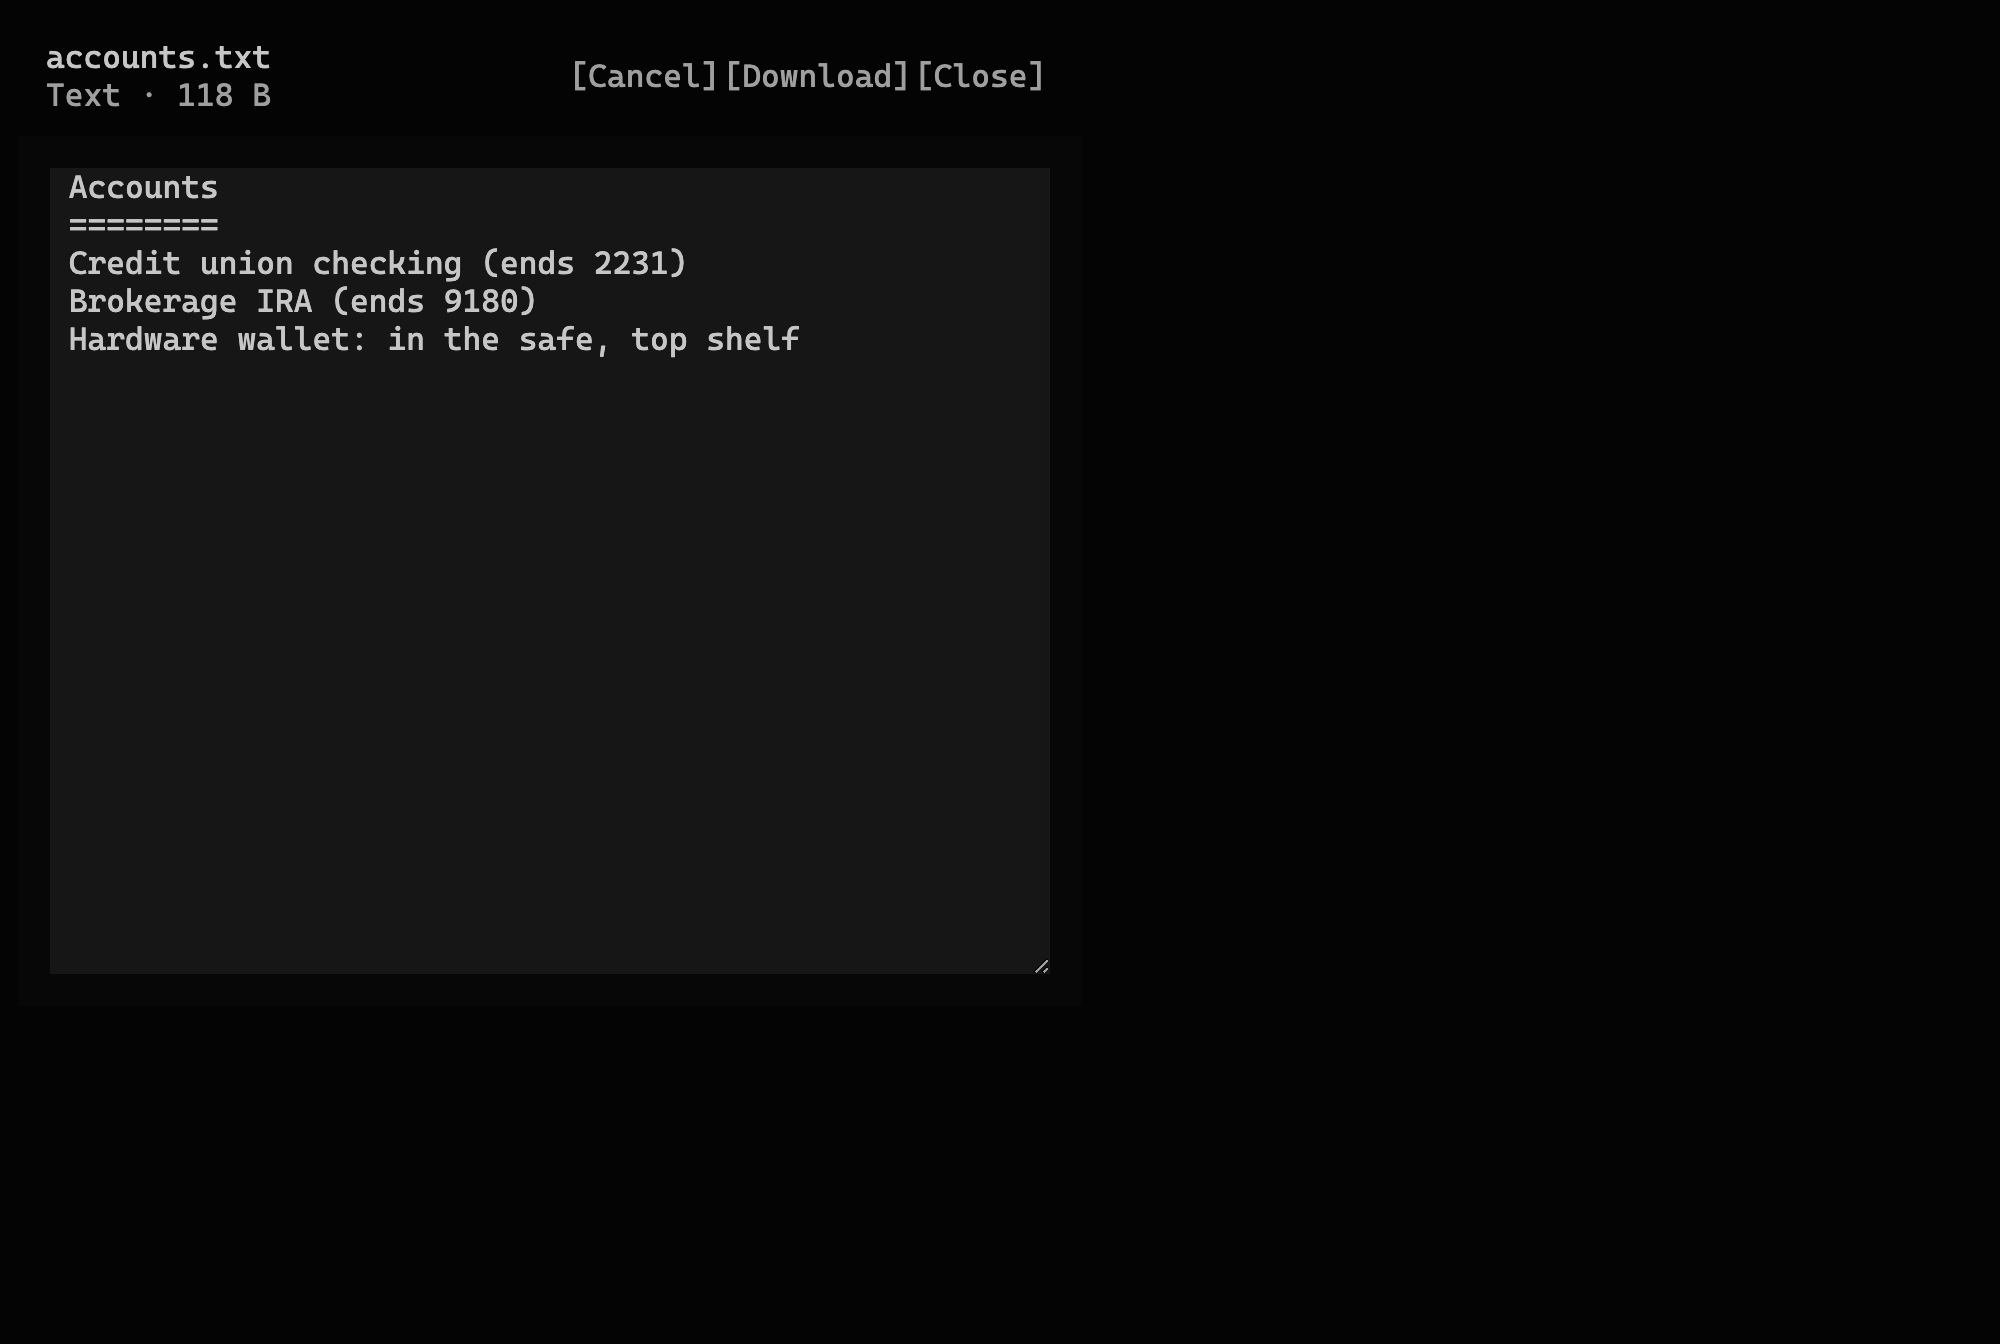 accounts.txt
Text · 118 B
[Cancel][Download][Close]
Accounts
========
Credit union checking (ends 2231)
Brokerage IRA (ends 9180)
Hardware wallet: in the safe, top shelf